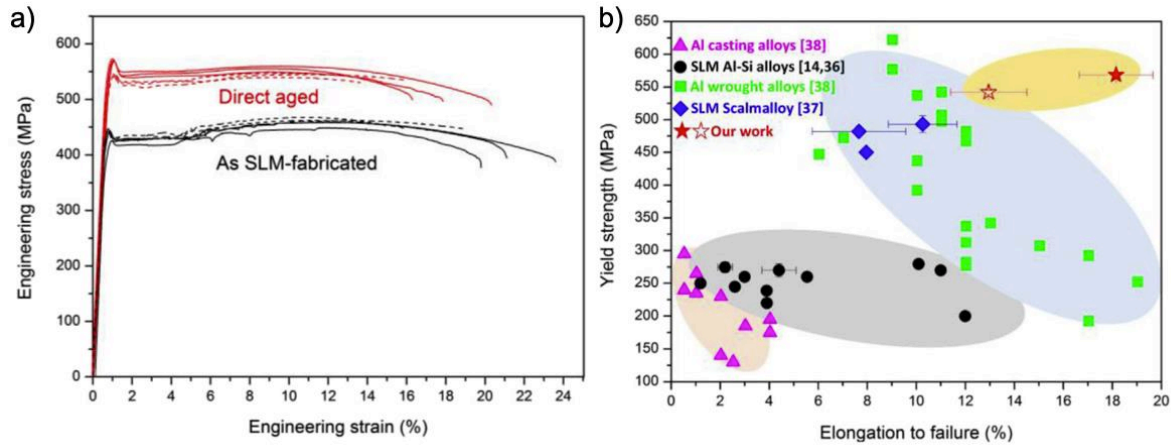 a)
600
500
400
300
200
100
0
Direct aged
As SLM-fabricated
0 2 4 6 8 10 12 14 16 18 20 22 24 26
Engineering strain (%)
Engineering stress (MPa)
b)
650
600
550
500
450
400
350
300
250
200
150
100
Al casting alloys [38]
SLM Al-Si alloys [14,36]
Al wrought alloys [38]
SLM Scalmalloy [37]
Our work
0 2 4 6 8 10 12 14 16 18 20
Elongation to failure (%)
Yield strength (MPa)